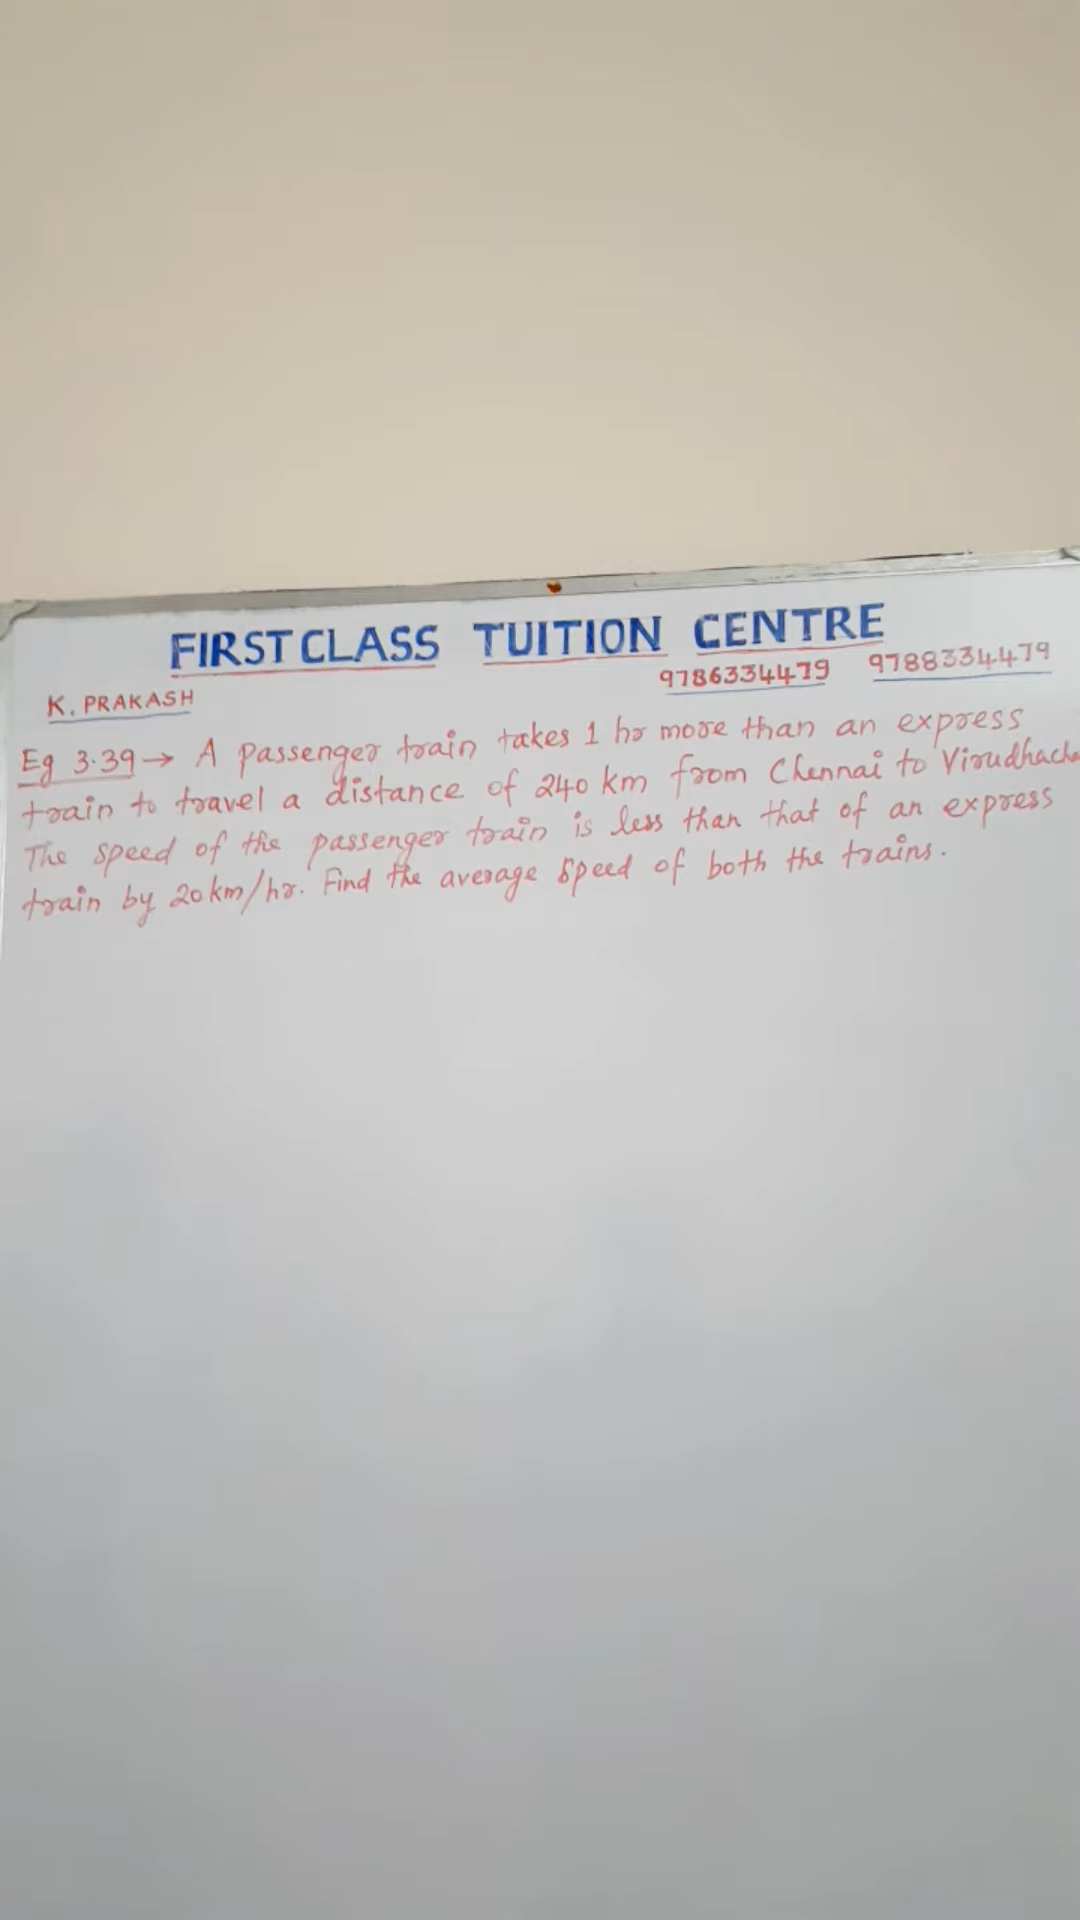 FIRST CLASS TUITION CENTRE
9786334479 9788334479
K. PRAKASH
Eg 3.39 → A passenger train takes 1 hr more than an express
train to travel a distance of 240 km from Chennai to
The speed of the passenger train is less than that of an express
train by 20 km/hr. Find the average speed of both the trains.